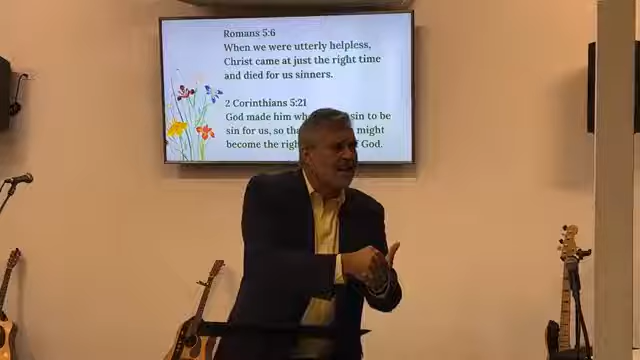 Romans 5:6
When we were utterly helpless,
Christ came at just the right time
and died for us sinners.
2 Corinthians 5:21
God made him sin to be
sin for us, so might
become the God.